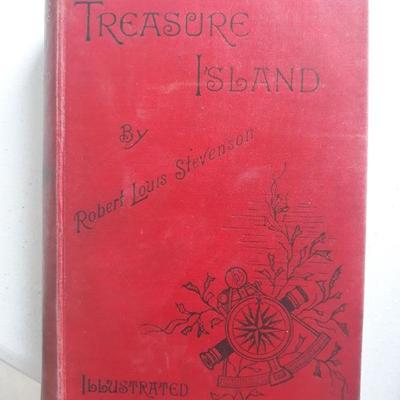 TREASURE
ISLAND
BY
ROBERT LOUIS STEVENSON
ILLUSTRATED